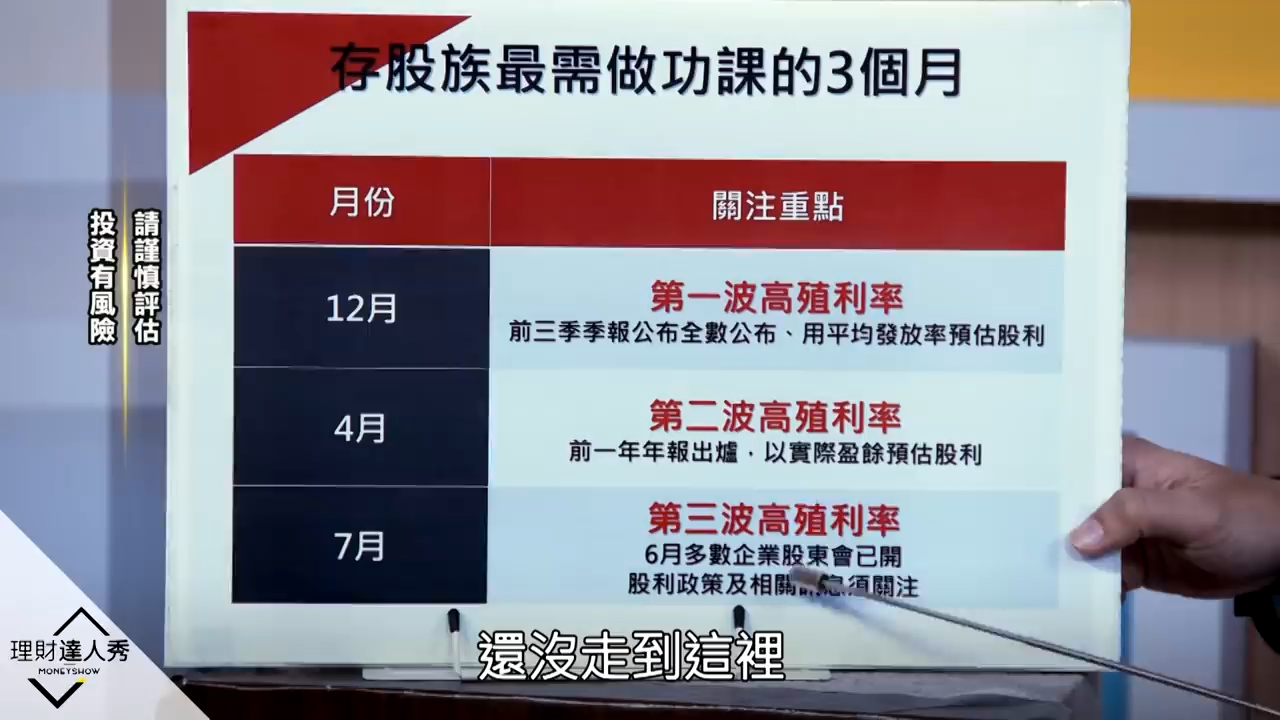 存股族最需做功課的3個月
月份
關注重點
12月
第一波高殖利率
前三季季報公布全數公布、用平均發放率預估股利
4月
第二波高殖利率
前一年年報出爐,以實際盈餘預估股利
7月
第三波高殖利率
6月多數企業股東會已開
股利政策及相關訊息須關注
請謹慎評估
投資有風險
理財達人秀
MONEYSHOW
還沒走到這裡